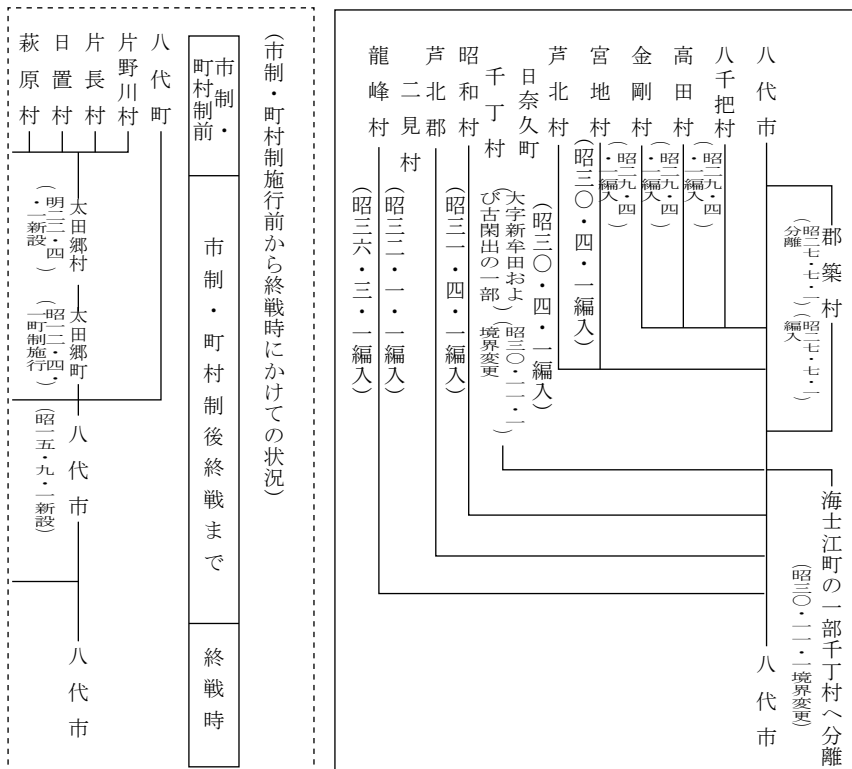 八代市
郡築村
(昭二七・七・一分離)
(昭二七・七・一編入)
海士江町の一部千丁村へ分離
(昭三〇・一一・一境界変更)
八代市
八千把村
(昭二九・四・一編入)
高田村
(昭二九・四・一編入)
金剛村
(昭二九・四・一編入)
宮地村
(昭三〇・四・一編入)
芦北村
日奈久町
(昭三〇・四・一編入)
千丁村
大字新牟田および古閑出の一部
(昭三〇・一一・一境界変更)
昭和村
(昭三一・四・一編入)
芦北郡
二見村
(昭三二・一・一編入)
龍峰村
(昭三六・三・一編入)
(市制・町村制施行前から終戦時にかけての状況)
市制・町村制前
市制・町村制後終戦まで
終戦時
八代町
片野川村
片長村
日置村
萩原村
太田郷村
(明二二・四・一新設)
太田郷町
(昭一二・四・一町制施行)
八代市
(昭一五・九・一新設)
八代市